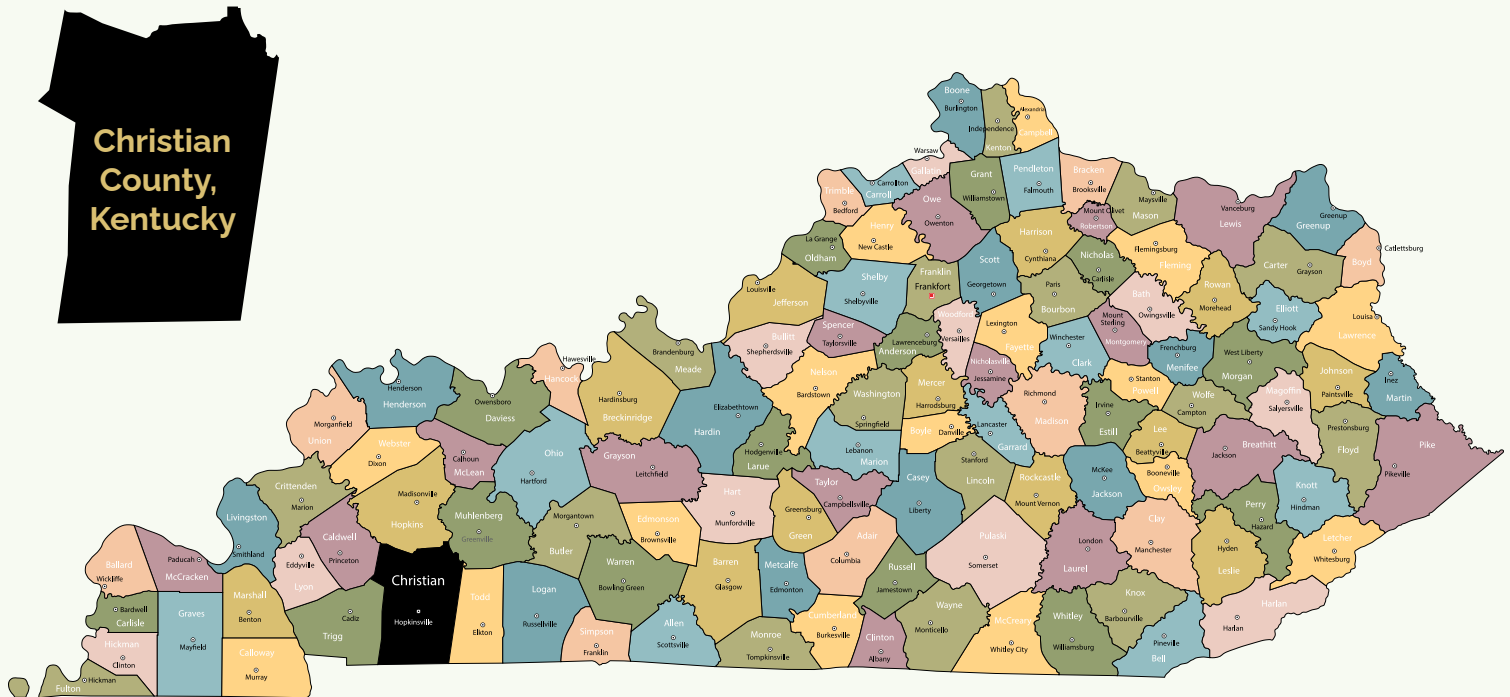 Christian
County,
Kentucky
Boone
Burlington
Independence
Kenton
Alexandria
Campbell
Warsaw
Gallatin
Grant
Williamstown
Pendleton
Falmouth
Bracken
Brooksville
Trimble
Bedford
Carrollton
Carroll
Owe
Owenton
Mount Olivet
Robertson
Maysville
Mason
Vanceburg
Lewis
Greenup
Greenup
Henry
New Castle
Harrison
Cynthiana
Flemingsburg
Fleming
Catlettsburg
Boyd
La Grange
Oldham
Shelby
Shelbyville
Franklin
Frankfort
Scott
Georgetown
Nicholas
Carlisle
Carter
Grayson
Louisville
Jefferson
Paris
Bourbon
Bath
Owingsville
Rowan
Morehead
Elliott
Sandy Hook
Louisa
Lawrence
Spencer
Taylorsville
Bullitt
Shepherdsville
Woodford
Versailles
Lexington
Fayette
Winchester
Clark
Mount
Sterling
Montgomery
Lawrenceburg
Anderson
Brandenburg
Meade
Hawesville
Hancock
Nelson
Bardstown
Nicholasville
Jessamine
Frenchburg
Menifee
West Liberty
Morgan
Johnson
Paintsville
Inez
Martin
Henderson
Henderson
Owensboro
Daviess
Hardinsburg
Breckinridge
Elizabethtown
Hardin
Washington
Springfield
Mercer
Harrodsburg
Richmond
Madison
Stanton
Powell
Wolfe
Campton
Magoffin
Salyersville
Morganfield
Union
Irvine
Estill
Lancaster
Garrard
Boyle
Danville
Lee
Beattyville
Prestonsburg
Floyd
Pike
Pikeville
Webster
Dixon
Calhoun
McLean
Ohio
Hartford
Grayson
Leitchfield
Hodgenville
Larue
Lebanon
Marion
Stanford
Lincoln
Breathitt
Jackson
Booneville
Owsley
McKee
Jackson
Rockcastle
Mount Vernon
Casey
Liberty
Taylor
Campbellsville
Crittenden
Marion
Madisonville
Hopkins
Hart
Munfordville
Greensburg
Green
Knott
Hindman
Perry
Hazard
Livingston
Smithland
Muhlenberg
Greenville
Morgantown
Butler
Edmonson
Brownsville
Adair
Columbia
Pulaski
Somerset
Clay
Manchester
London
Laurel
Hyden
Leslie
Letcher
Whitesburg
Caldwell
Princeton
Eddyville
Lyon
Ballard
Wickliffe
Paducah
McCracken
Christian
Hopkinsville
Warren
Bowling Green
Barren
Glasgow
Metcalfe
Edmonton
Russell
Jamestown
Marshall
Benton
Todd
Elkton
Logan
Russellville
Knox
Barbourville
Harlan
Harlan
Bardwell
Carlisle
Graves
Mayfield
Cadiz
Trigg
Simpson
Franklin
Allen
Scottsville
Monroe
Tompkinsville
Cumberland
Burkesville
Clinton
Albany
Wayne
Monticello
McCreary
Whitley City
Whitley
Williamsburg
Pineville
Bell
Hickman
Clinton
Calloway
Murray
Hickman
Fulton